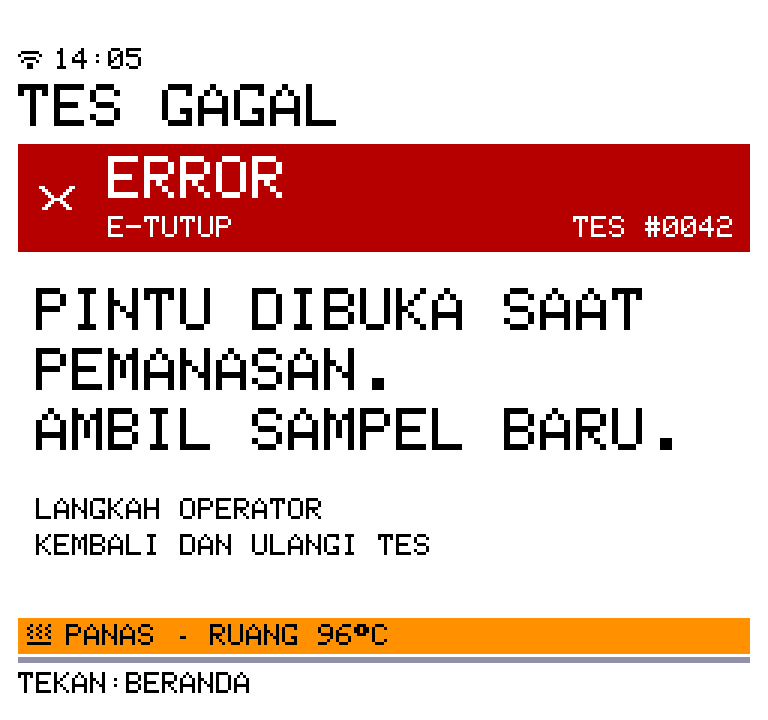 14:05
TES GAGAL
ERROR
E-TUTUP TES #0042
PINTU DIBUKA SAAT
PEMANASAN.
AMBIL SAMPEL BARU.
LANGKAH OPERATOR
KEMBALI DAN ULANGI TES
PANAS - RUANG 96°C
TEKAN:BERANDA